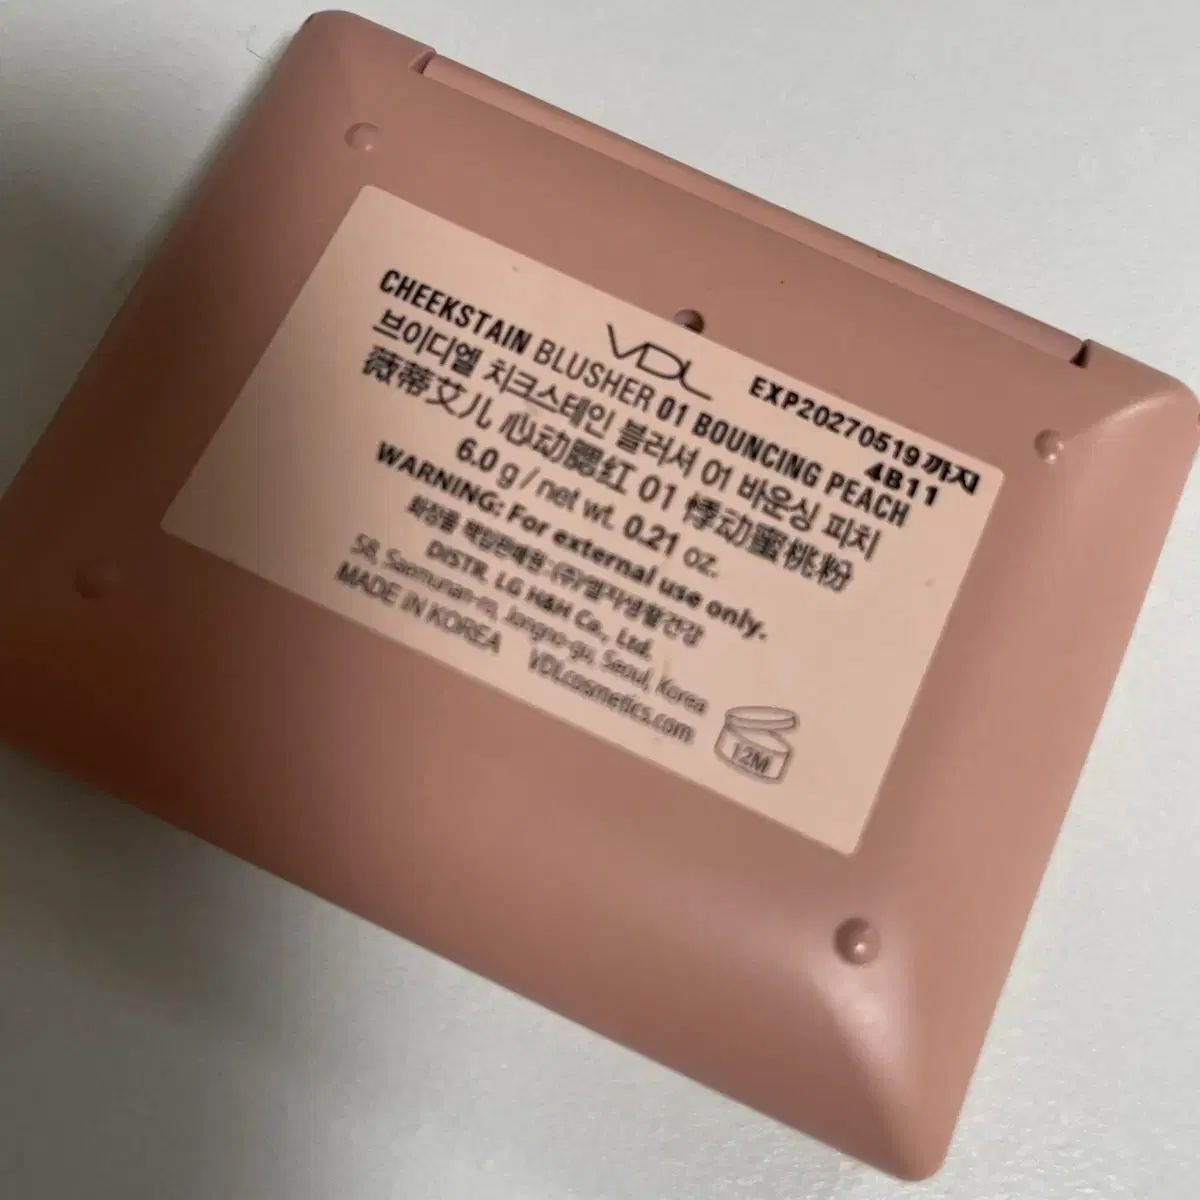 VDL
EXP20270519까지
4B11
CHEEKSTAIN BLUSHER 01 BOUNCING PEACH
브이디엘 치크스테인 블러셔 01 바운싱 피치
薇蒂艾儿 心动腮红 01 悸动蜜桃粉
6.0 g / net wt. 0.21 oz.
WARNING: For external use only.
화장품 책임판매원: (주)엘지생활건강
DISTR. LG H&H Co., Ltd.
58, Saemunan-ro, Jongno-gu, Seoul, Korea
MADE IN KOREA VDLcosmetics.com
12M